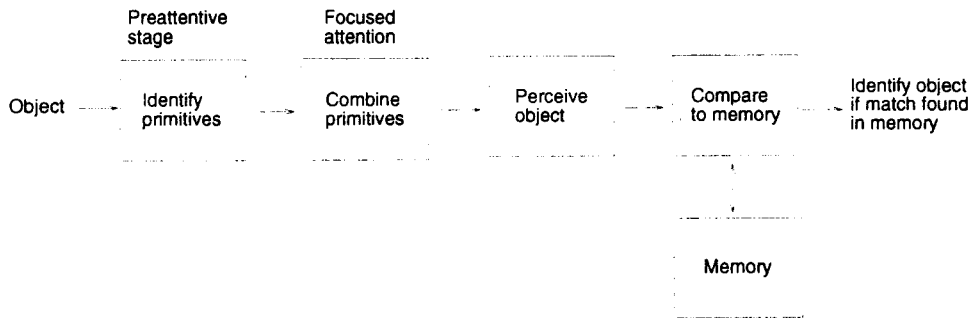 Preattentive
stage
Focused
attention
Object
Identify
primitives
Combine
primitives
Perceive
object
Compare
to memory
Identify object
if match found
in memory
Memory